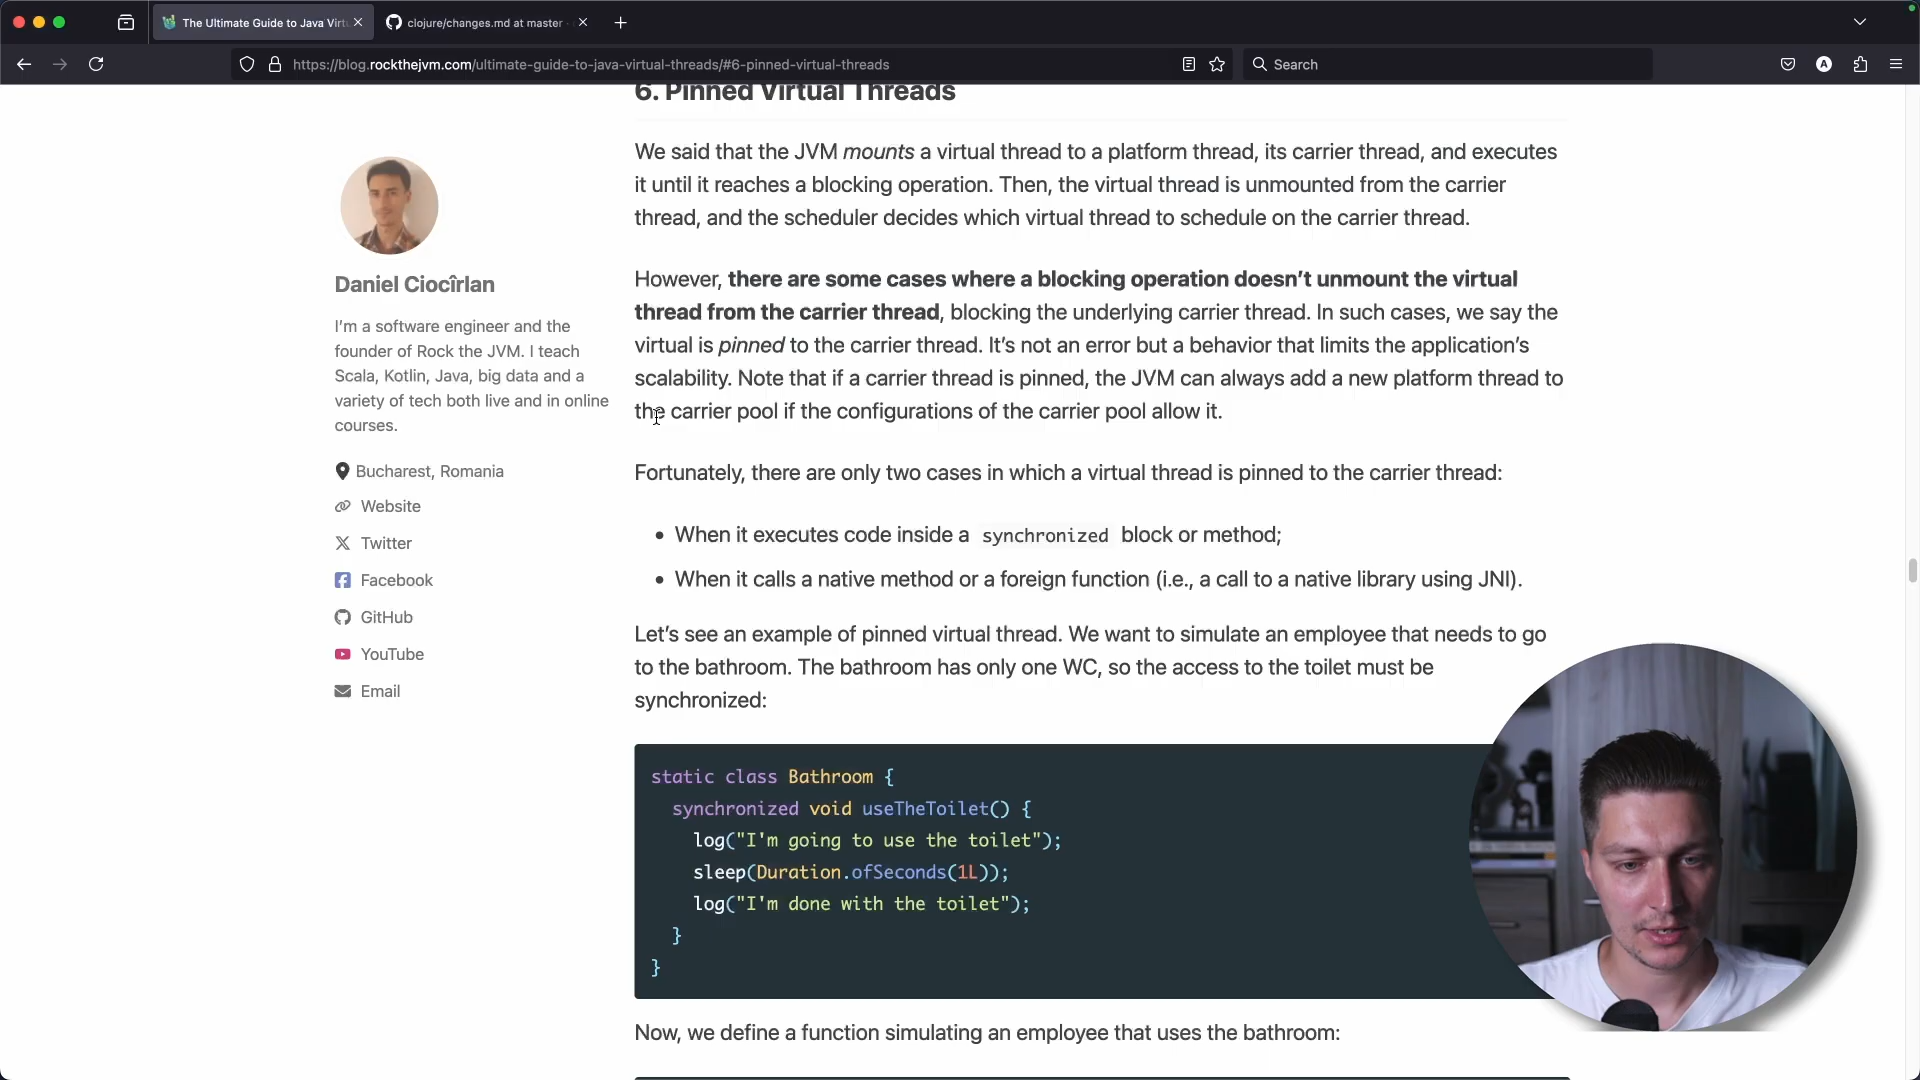 The Ultimate Guide to Java Virt
clojure/changes.md at master
https://blog.rockthejvm.com/ultimate-guide-to-java-virtual-threads/#6-pinned-virtual-threads
Search
A
6. Pinned Virtual Threads
We said that the JVM mounts a virtual thread to a platform thread, its carrier thread, and executes
it until it reaches a blocking operation. Then, the virtual thread is unmounted from the carrier
thread, and the scheduler decides which virtual thread to schedule on the carrier thread.
However, there are some cases where a blocking operation doesn’t unmount the virtual
thread from the carrier thread, blocking the underlying carrier thread. In such cases, we say the
virtual is pinned to the carrier thread. It’s not an error but a behavior that limits the application’s
scalability. Note that if a carrier thread is pinned, the JVM can always add a new platform thread to
the carrier pool if the configurations of the carrier pool allow it.
Fortunately, there are only two cases in which a virtual thread is pinned to the carrier thread:
• When it executes code inside a synchronized block or method;
• When it calls a native method or a foreign function (i.e., a call to a native library using JNI).
Let’s see an example of pinned virtual thread. We want to simulate an employee that needs to go
to the bathroom. The bathroom has only one WC, so the access to the toilet must be
synchronized:
static class Bathroom {
synchronized void useTheToilet() {
log("I'm going to use the toilet");
sleep(Duration.ofSeconds(1L));
log("I'm done with the toilet");
}
}
Now, we define a function simulating an employee that uses the bathroom:
Daniel Ciocîrlan
I’m a software engineer and the
founder of Rock the JVM. I teach
Scala, Kotlin, Java, big data and a
variety of tech both live and in online
courses.
Bucharest, Romania
Website
Twitter
Facebook
GitHub
YouTube
Email